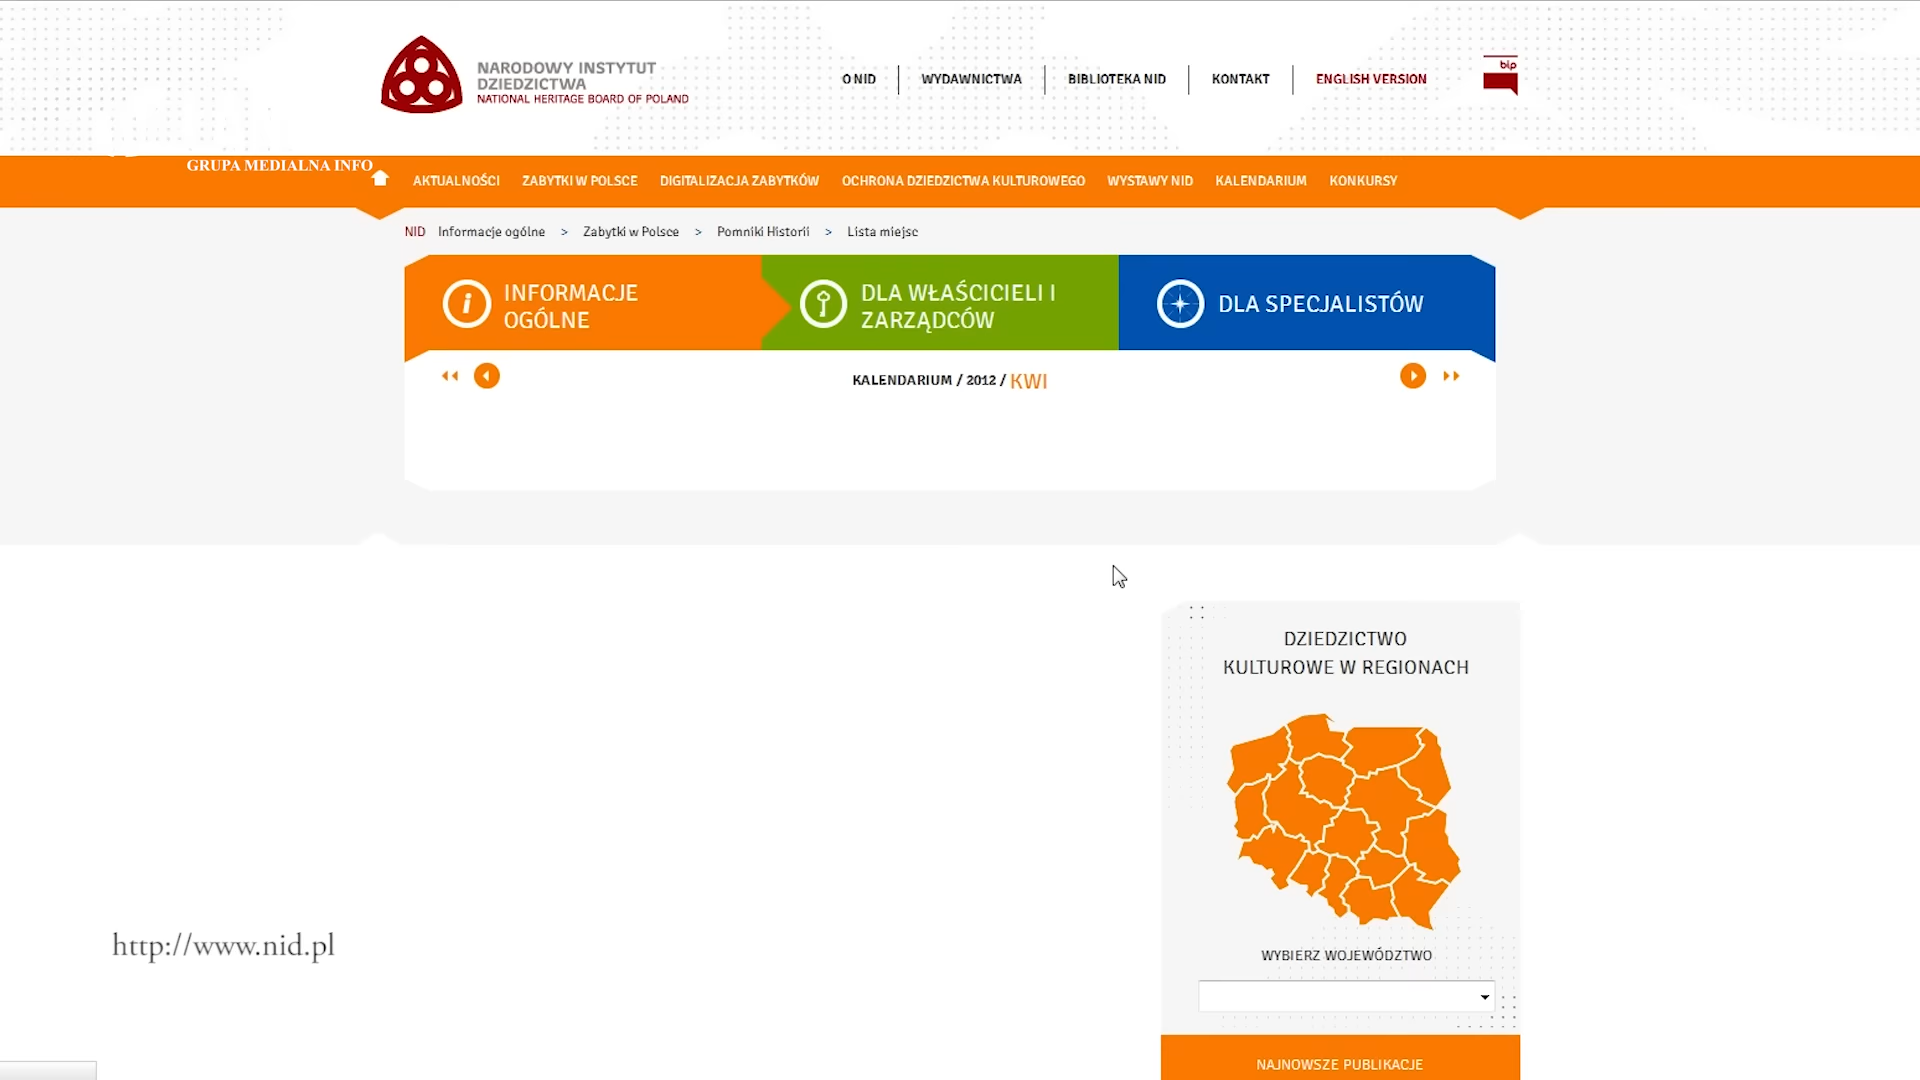 NARODOWY INSTYTUT
DZIEDZICTWA
NATIONAL HERITAGE BOARD OF POLAND
O NID
WYDAWNICTWA
BIBLIOTEKA NID
KONTAKT
ENGLISH VERSION
bip
GRUPA MEDIALNA INFO
AKTUALNOŚCI
ZABYTKI W POLSCE
DIGITALIZACJA ZABYTKÓW
OCHRONA DZIEDZICTWA KULTUROWEGO
WYSTAWY NID
KALENDARIUM
KONKURSY
NID Informacje ogólne > Zabytki w Polsce > Pomniki Historii > Lista miejsc
INFORMACJE
OGÓLNE
DLA WŁAŚCICIELI I
ZARZĄDCÓW
DLA SPECJALISTÓW
KALENDARIUM / 2012 / KWI
DZIEDZICTWO
KULTUROWE W REGIONACH
WYBIERZ WOJEWÓDZTWO
http://www.nid.pl
NAJNOWSZE PUBLIKACJE